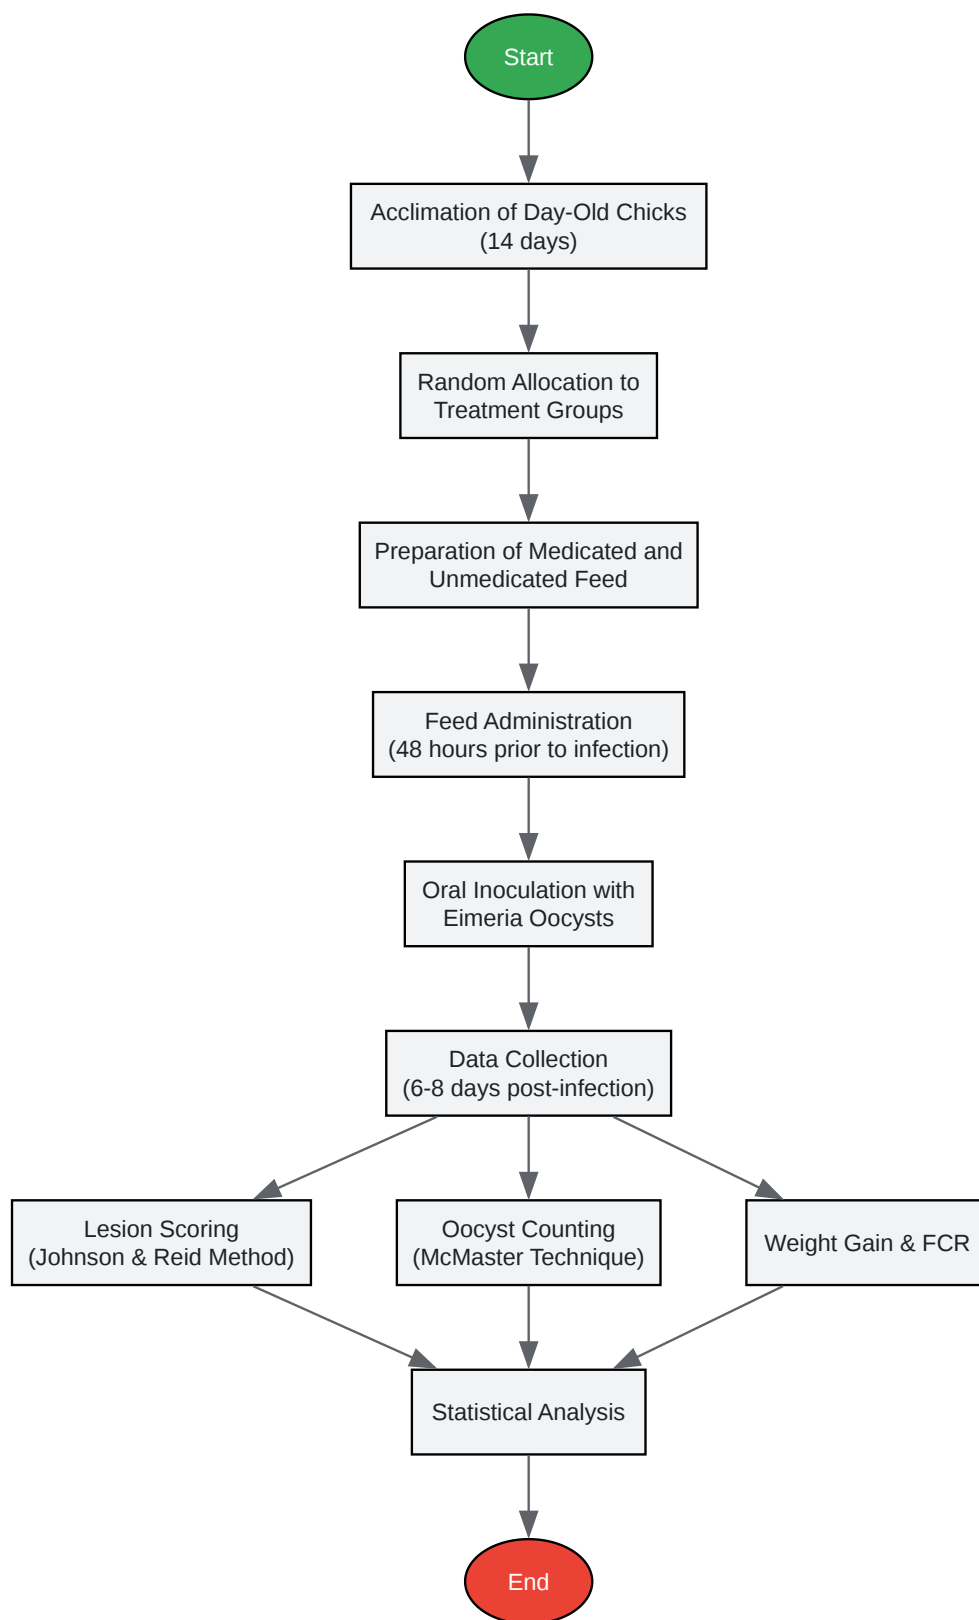 Start
Acclimation of Day-Old Chicks
(14 days)
Random Allocation to
Treatment Groups
Preparation of Medicated and
Unmedicated Feed
Feed Administration
(48 hours prior to infection)
Oral Inoculation with
Eimeria Oocysts
Data Collection
(6-8 days post-infection)
Lesion Scoring
(Johnson & Reid Method)
Oocyst Counting
(McMaster Technique)
Weight Gain & FCR
Statistical Analysis
End